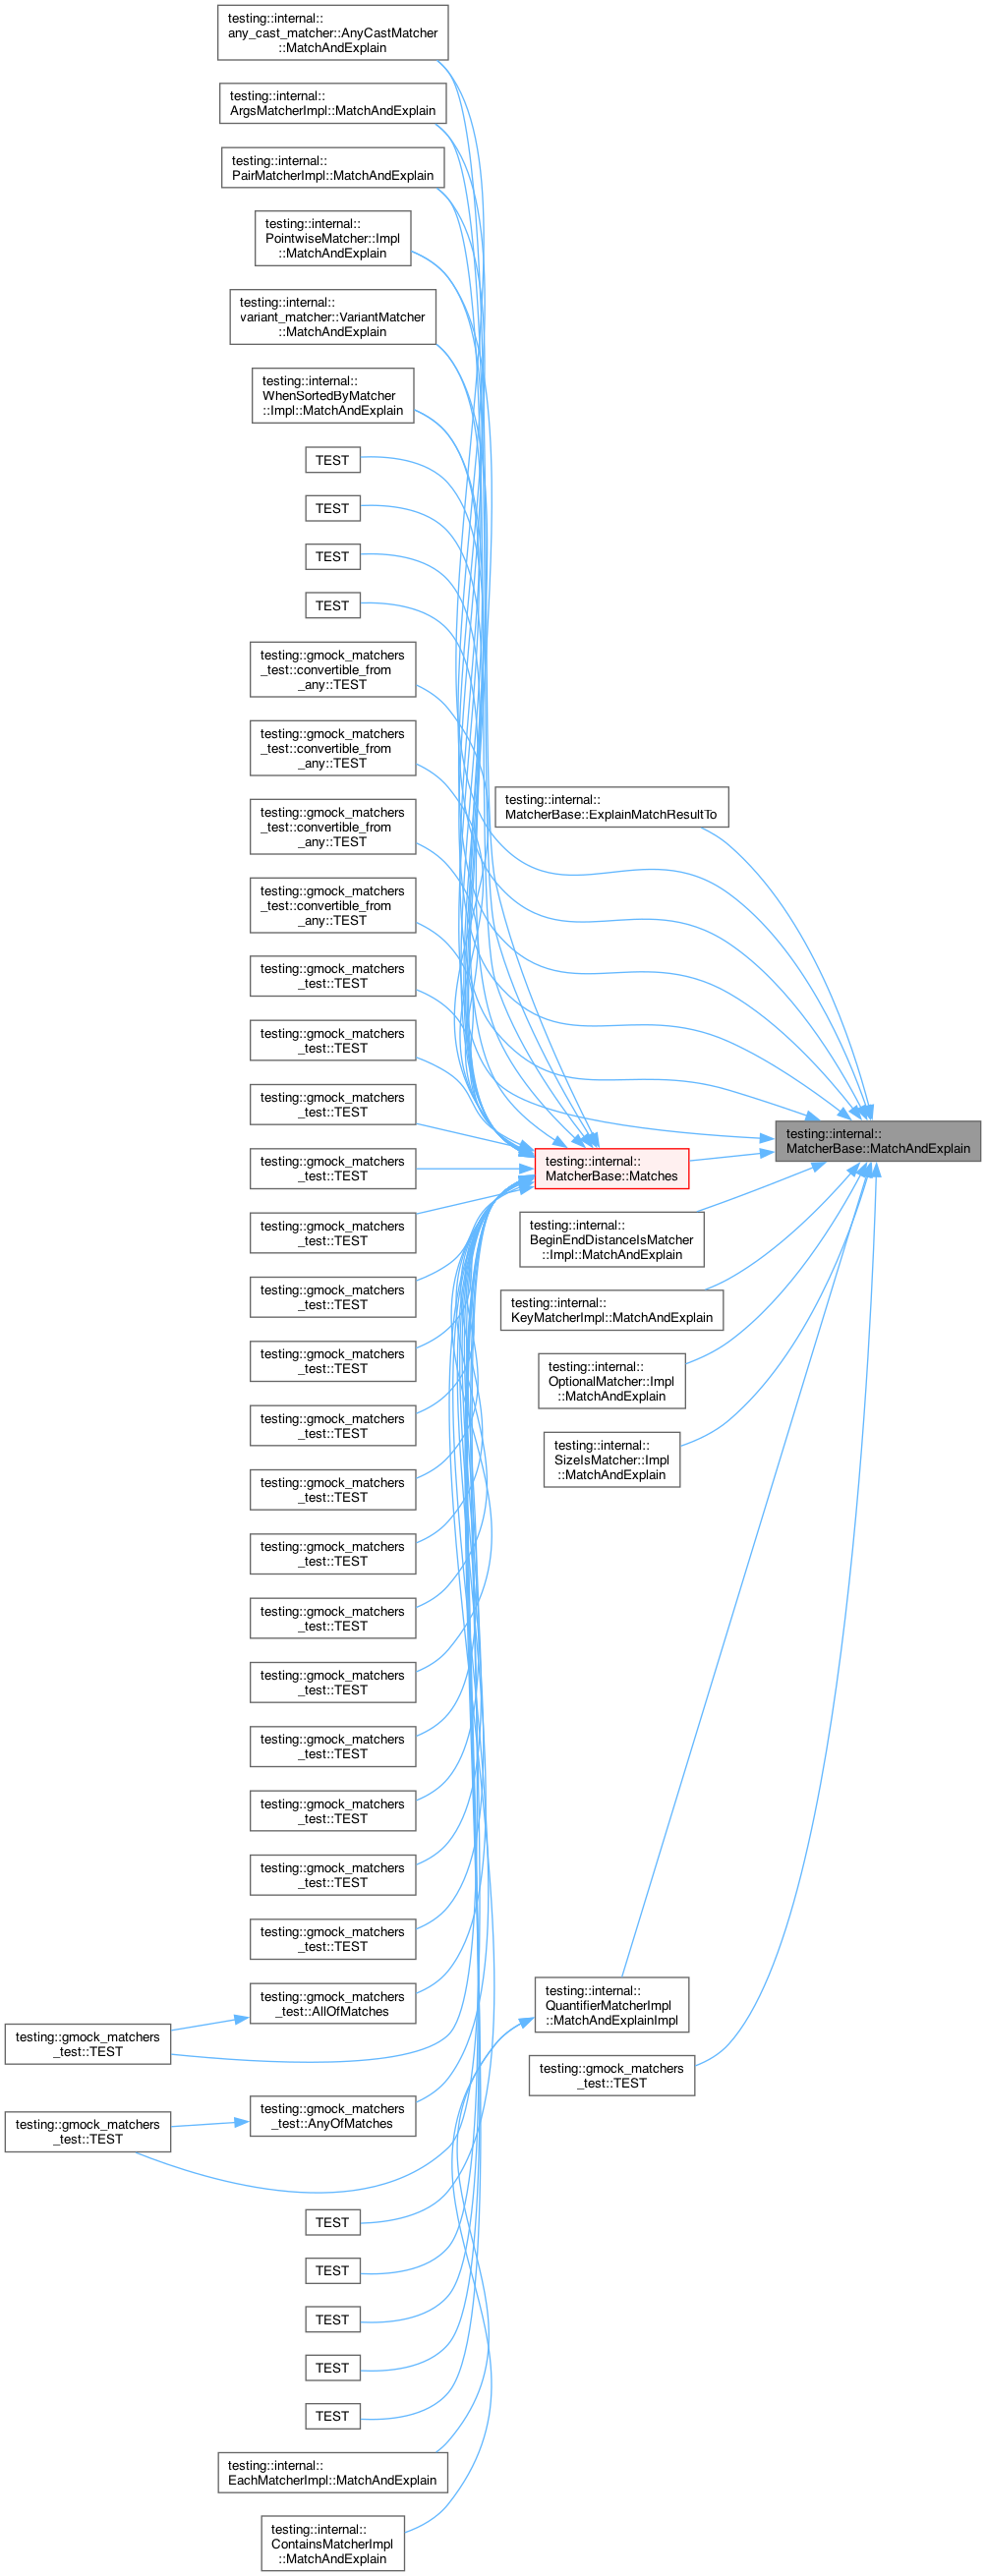 testing::internal::
any_cast_matcher::AnyCastMatcher
::MatchAndExplain
testing::internal::
ArgsMatcherImpl::MatchAndExplain
testing::internal::
PairMatcherImpl::MatchAndExplain
testing::internal::
PointwiseMatcher::Impl
::MatchAndExplain
testing::internal::
variant_matcher::VariantMatcher
::MatchAndExplain
testing::internal::
WhenSortedByMatcher
::Impl::MatchAndExplain
TEST
TEST
TEST
TEST
testing::gmock_matchers
_test::convertible_from
_any::TEST
testing::gmock_matchers
_test::convertible_from
_any::TEST
testing::gmock_matchers
_test::convertible_from
_any::TEST
testing::gmock_matchers
_test::convertible_from
_any::TEST
testing::gmock_matchers
_test::TEST
testing::gmock_matchers
_test::TEST
testing::gmock_matchers
_test::TEST
testing::gmock_matchers
_test::TEST
testing::gmock_matchers
_test::TEST
testing::gmock_matchers
_test::TEST
testing::gmock_matchers
_test::TEST
testing::gmock_matchers
_test::TEST
testing::gmock_matchers
_test::TEST
testing::gmock_matchers
_test::TEST
testing::gmock_matchers
_test::TEST
testing::gmock_matchers
_test::TEST
testing::gmock_matchers
_test::TEST
testing::gmock_matchers
_test::TEST
testing::gmock_matchers
_test::TEST
testing::gmock_matchers
_test::TEST
testing::gmock_matchers
_test::AllOfMatches
testing::gmock_matchers
_test::TEST
testing::gmock_matchers
_test::AnyOfMatches
testing::gmock_matchers
_test::TEST
TEST
TEST
TEST
TEST
TEST
testing::internal::
EachMatcherImpl::MatchAndExplain
testing::internal::
ContainsMatcherImpl
::MatchAndExplain
testing::internal::
MatcherBase::ExplainMatchResultTo
testing::internal::
MatcherBase::Matches
testing::internal::
BeginEndDistanceIsMatcher
::Impl::MatchAndExplain
testing::internal::
KeyMatcherImpl::MatchAndExplain
testing::internal::
OptionalMatcher::Impl
::MatchAndExplain
testing::internal::
SizeIsMatcher::Impl
::MatchAndExplain
testing::internal::
QuantifierMatcherImpl
::MatchAndExplainImpl
testing::gmock_matchers
_test::TEST
testing::internal::
MatcherBase::MatchAndExplain